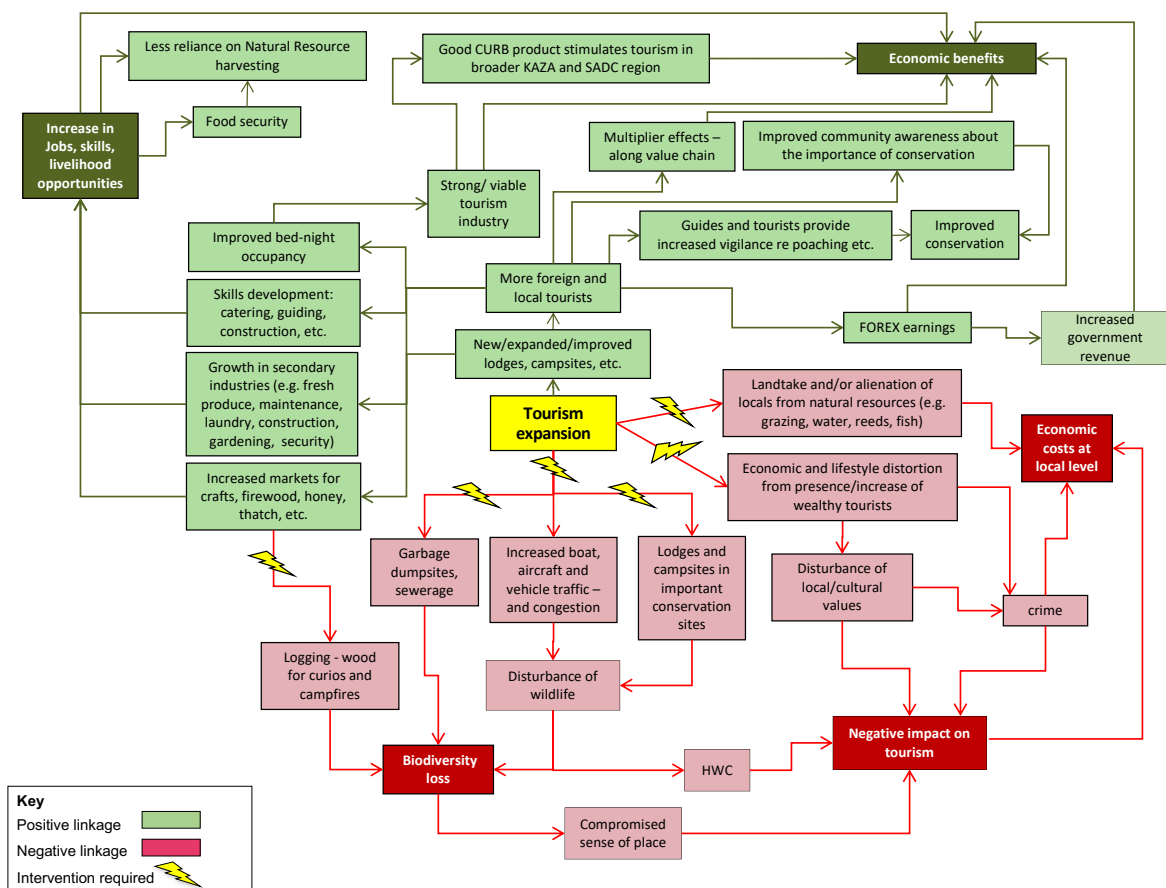 Less reliance on Natural Resource
harvesting
Good CURB product stimulates tourism in
broader KAZA and SADC region
Economic benefits
Food security
Increase in
Jobs, skills,
livelihood
opportunities
Multiplier effects –
along value chain
Improved community awareness about
the importance of conservation
Strong/ viable
tourism
industry
Improved bed-night
occupancy
Guides and tourists provide
increased vigilance re poaching etc.
Improved
conservation
More foreign and
local tourists
Skills development:
catering, guiding,
construction, etc.
FOREX earnings
Increased
government
revenue
New/expanded/improved
lodges, campsites, etc.
Growth in secondary
industries (e.g. fresh
produce, maintenance,
laundry, construction,
gardening, security)
Tourism
expansion
Landtake and/or alienation of
locals from natural resources (e.g.
grazing, water, reeds, fish)
Economic
costs at
local level
Economic and lifestyle distortion
from presence/increase of
wealthy tourists
Increased markets for
crafts, firewood, honey,
thatch, etc.
Garbage
dumpsites,
sewerage
Increased boat,
aircraft and
vehicle traffic –
and congestion
Lodges and
campsites in
important
conservation
sites
Disturbance of
local/cultural
values
crime
Logging - wood
for curios and
campfires
Disturbance of
wildlife
Biodiversity
loss
HWC
Negative impact on
tourism
Compromised
sense of place
Key
Positive linkage
Negative linkage
Intervention required